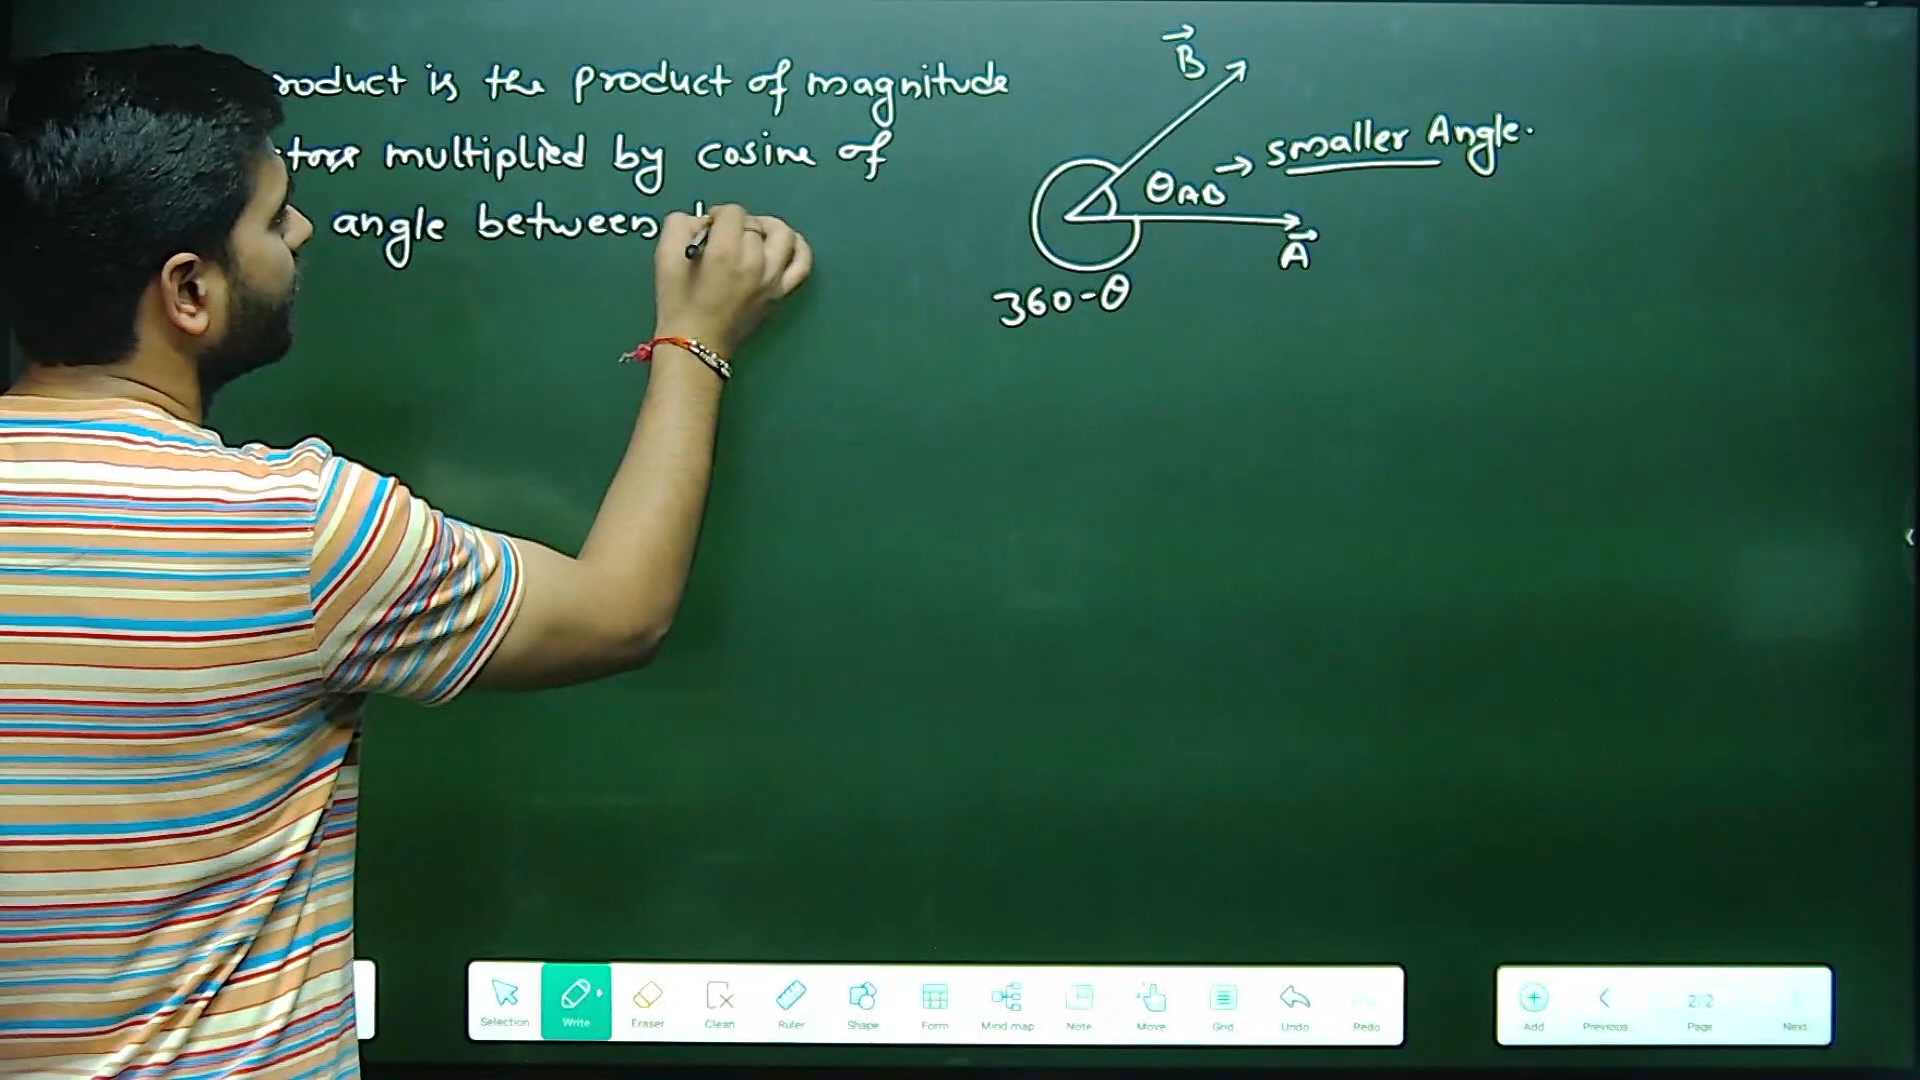 roduct is the product of magnitude
tors multiplied by cosine of
angle between
B
smaller Angle.
θAB
A
360-θ
Selection
Write
Eraser
Clean
Ruler
Shape
Form
Mind map
Note
Move
Grid
Undo
Redo
Add
Previous
2/2
Page
Next